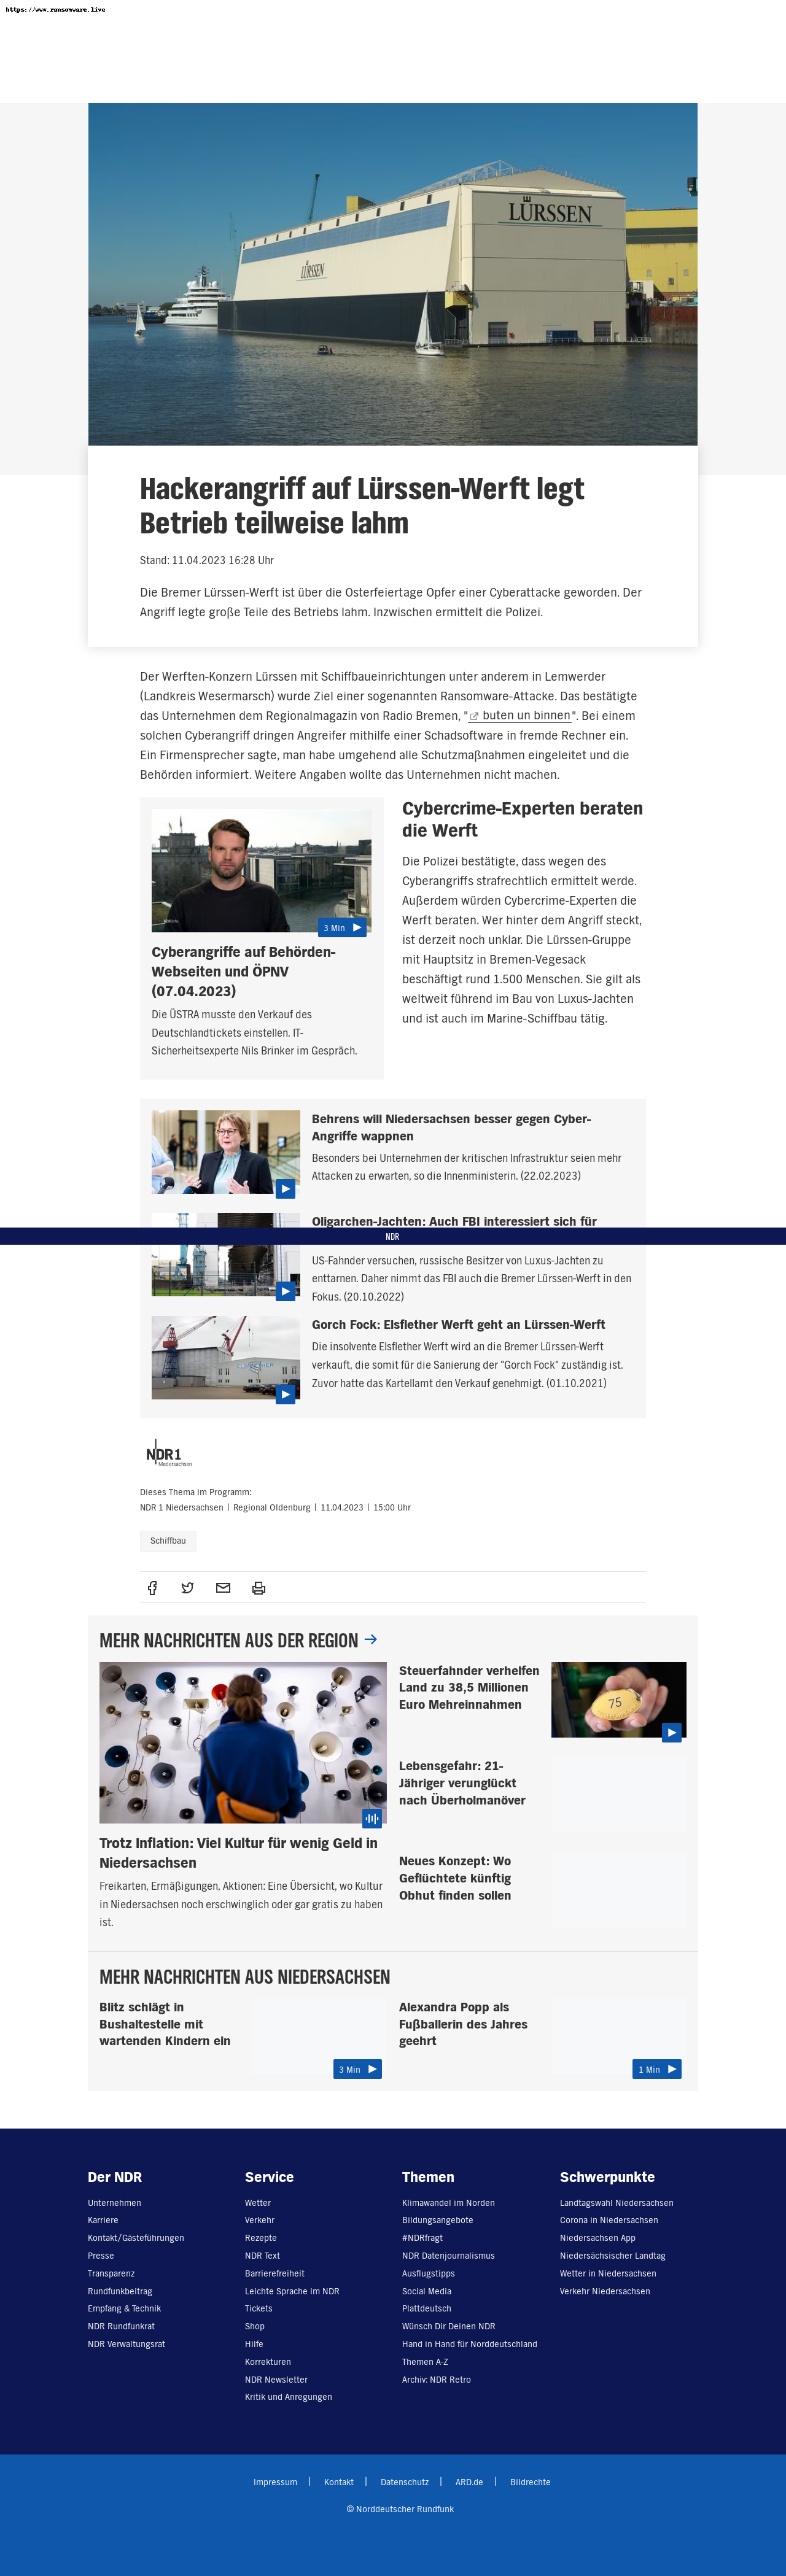 https://www.ransomware.live
LÜRSSEN
LÜRSSEN
Hackerangriff auf Lürssen-Werft legt
Betrieb teilweise lahm
Stand: 11.04.2023 16:28 Uhr
Die Bremer Lürssen-Werft ist über die Osterfeiertage Opfer einer Cyberattacke geworden. Der
Angriff legte große Teile des Betriebs lahm. Inzwischen ermittelt die Polizei.
Der Werften-Konzern Lürssen mit Schiffbaueinrichtungen unter anderem in Lemwerder
(Landkreis Wesermarsch) wurde Ziel einer sogenannten Ransomware-Attacke. Das bestätigte
das Unternehmen dem Regionalmagazin von Radio Bremen, "buten un binnen". Bei einem
solchen Cyberangriff dringen Angreifer mithilfe einer Schadsoftware in fremde Rechner ein.
Ein Firmensprecher sagte, man habe umgehend alle Schutzmaßnahmen eingeleitet und die
Behörden informiert. Weitere Angaben wollte das Unternehmen nicht machen.
3 Min
Cyberangriffe auf Behörden-
Webseiten und ÖPNV
(07.04.2023)
Die ÜSTRA musste den Verkauf des
Deutschlandtickets einstellen. IT-
Sicherheitsexperte Nils Brinker im Gespräch.
Cybercrime-Experten beraten
die Werft
Die Polizei bestätigte, dass wegen des
Cyberangriffs strafrechtlich ermittelt werde.
Außerdem würden Cybercrime-Experten die
Werft beraten. Wer hinter dem Angriff steckt,
ist derzeit noch unklar. Die Lürssen-Gruppe
mit Hauptsitz in Bremen-Vegesack
beschäftigt rund 1.500 Menschen. Sie gilt als
weltweit führend im Bau von Luxus-Jachten
und ist auch im Marine-Schiffbau tätig.
Behrens will Niedersachsen besser gegen Cyber-
Angriffe wappnen
Besonders bei Unternehmen der kritischen Infrastruktur seien mehr
Attacken zu erwarten, so die Innenministerin. (22.02.2023)
Oligarchen-Jachten: Auch FBI interessiert sich für
NDR
US-Fahnder versuchen, russische Besitzer von Luxus-Jachten zu
enttarnen. Daher nimmt das FBI auch die Bremer Lürssen-Werft in den
Fokus. (20.10.2022)
Gorch Fock: Elsflether Werft geht an Lürssen-Werft
Die insolvente Elsflether Werft wird an die Bremer Lürssen-Werft
verkauft, die somit für die Sanierung der "Gorch Fock" zuständig ist.
Zuvor hatte das Kartellamt den Verkauf genehmigt. (01.10.2021)
NDR 1
Niedersachsen
Dieses Thema im Programm:
NDR 1 Niedersachsen | Regional Oldenburg | 11.04.2023 | 15:00 Uhr
Schiffbau
MEHR NACHRICHTEN AUS DER REGION
Trotz Inflation: Viel Kultur für wenig Geld in
Niedersachsen
Freikarten, Ermäßigungen, Aktionen: Eine Übersicht, wo Kultur
in Niedersachsen noch erschwinglich oder gar gratis zu haben
ist.
Steuerfahnder verhelfen
Land zu 38,5 Millionen
Euro Mehreinnahmen
75
Lebensgefahr: 21-
Jähriger verunglückt
nach Überholmanöver
Neues Konzept: Wo
Geflüchtete künftig
Obhut finden sollen
MEHR NACHRICHTEN AUS NIEDERSACHSEN
Blitz schlägt in
Bushaltestelle mit
wartenden Kindern ein
3 Min
Alexandra Popp als
Fußballerin des Jahres
geehrt
1 Min
Der NDR
Unternehmen
Karriere
Kontakt/Gästeführungen
Presse
Transparenz
Rundfunkbeitrag
Empfang & Technik
NDR Rundfunkrat
NDR Verwaltungsrat
Service
Wetter
Verkehr
Rezepte
NDR Text
Barrierefreiheit
Leichte Sprache im NDR
Tickets
Shop
Hilfe
Korrekturen
NDR Newsletter
Kritik und Anregungen
Themen
Klimawandel im Norden
Bildungsangebote
#NDRfragt
NDR Datenjournalismus
Ausflugstipps
Social Media
Plattdeutsch
Wünsch Dir Deinen NDR
Hand in Hand für Norddeutschland
Themen A-Z
Archiv: NDR Retro
Schwerpunkte
Landtagswahl Niedersachsen
Corona in Niedersachsen
Niedersachsen App
Niedersächsischer Landtag
Wetter in Niedersachsen
Verkehr Niedersachsen
Impressum | Kontakt | Datenschutz | ARD.de | Bildrechte
© Norddeutscher Rundfunk